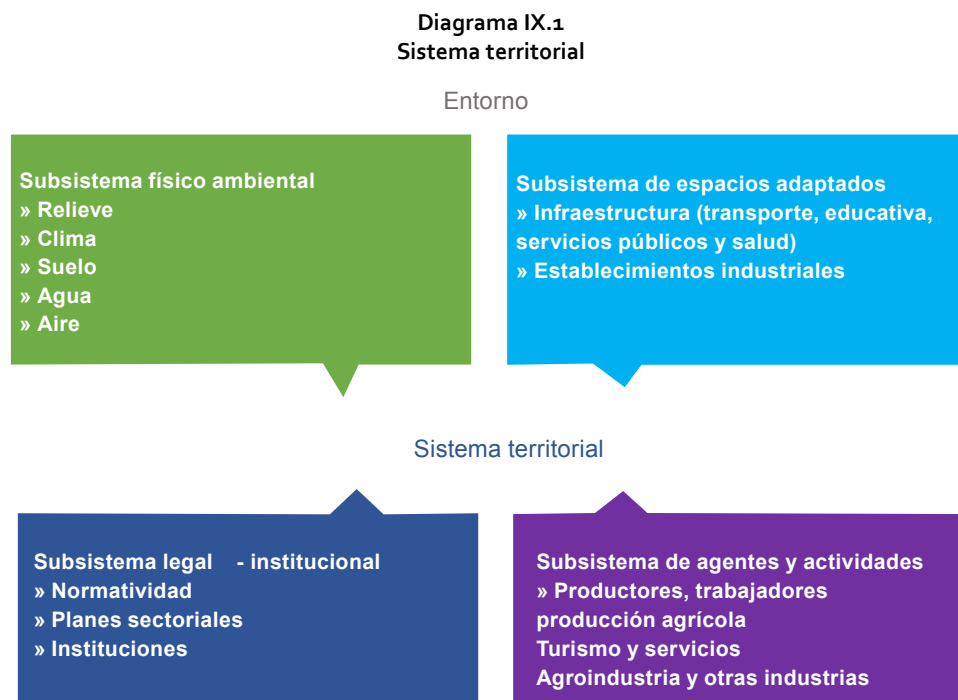 Diagrama IX.1
Sistema territorial
Entorno
Subsistema físico ambiental
» Relieve
» Clima
» Suelo
» Agua
» Aire
Subsistema de espacios adaptados
» Infraestructura (transporte, educativa,
servicios públicos y salud)
» Establecimientos industriales
Sistema territorial
Subsistema legal - institucional
» Normatividad
» Planes sectoriales
» Instituciones
Subsistema de agentes y actividades
» Productores, trabajadores
producción agrícola
Turismo y servicios
Agroindustria y otras industrias